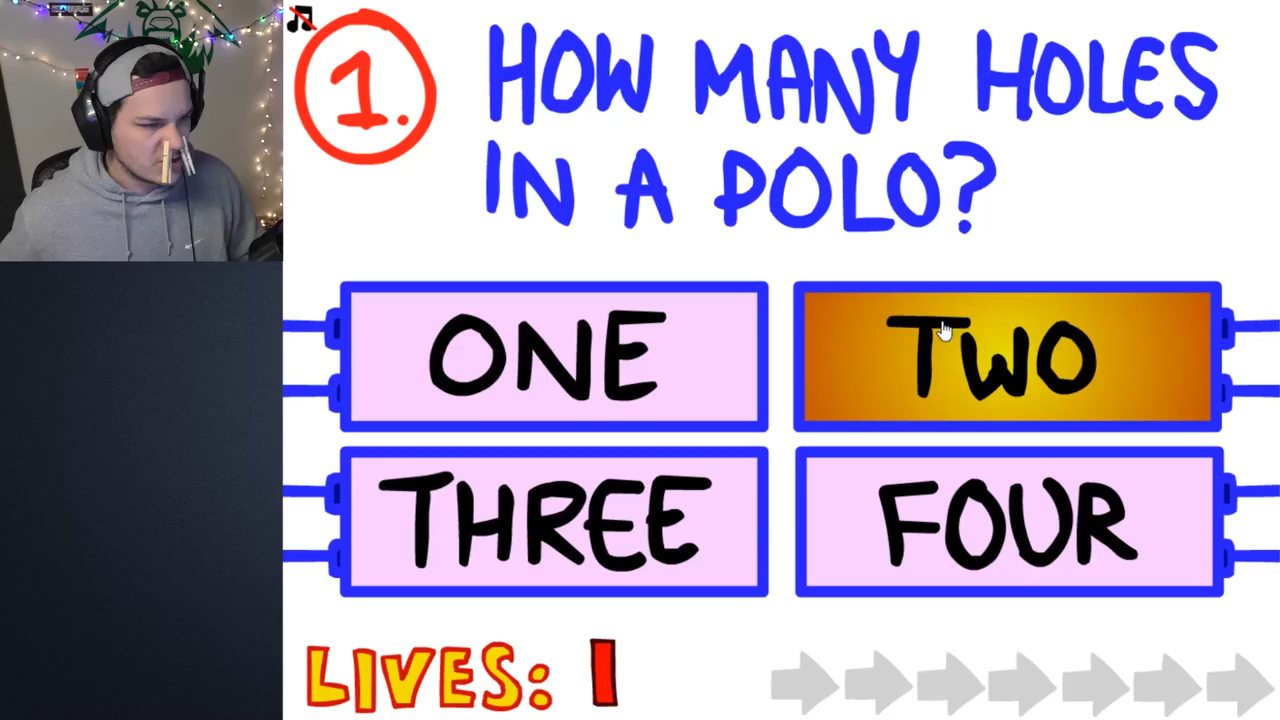 1.
HOW MANY HOLES
IN A POLO?
ONE
TWO
THREE
FOUR
LIVES: 1